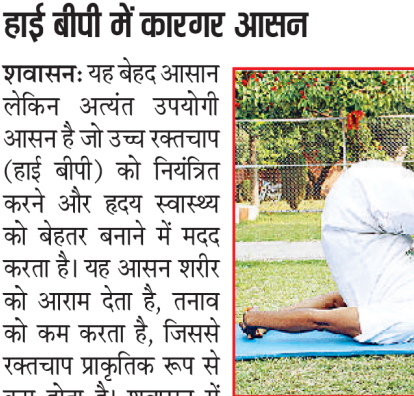 हाई बीपी में कारगर आसन
शवासनः यह बेहद आसान
लेकिन अत्यंत उपयोगी
आसन है जो उच्च रक्तचाप
(हाई बीपी) को नियंत्रित
करने और हृदय स्वास्थ्य
को बेहतर बनाने में मदद
करता है। यह आसन शरीर
को आराम देता है, तनाव
को कम करता है, जिससे
रक्तचाप प्राकृतिक रूप से